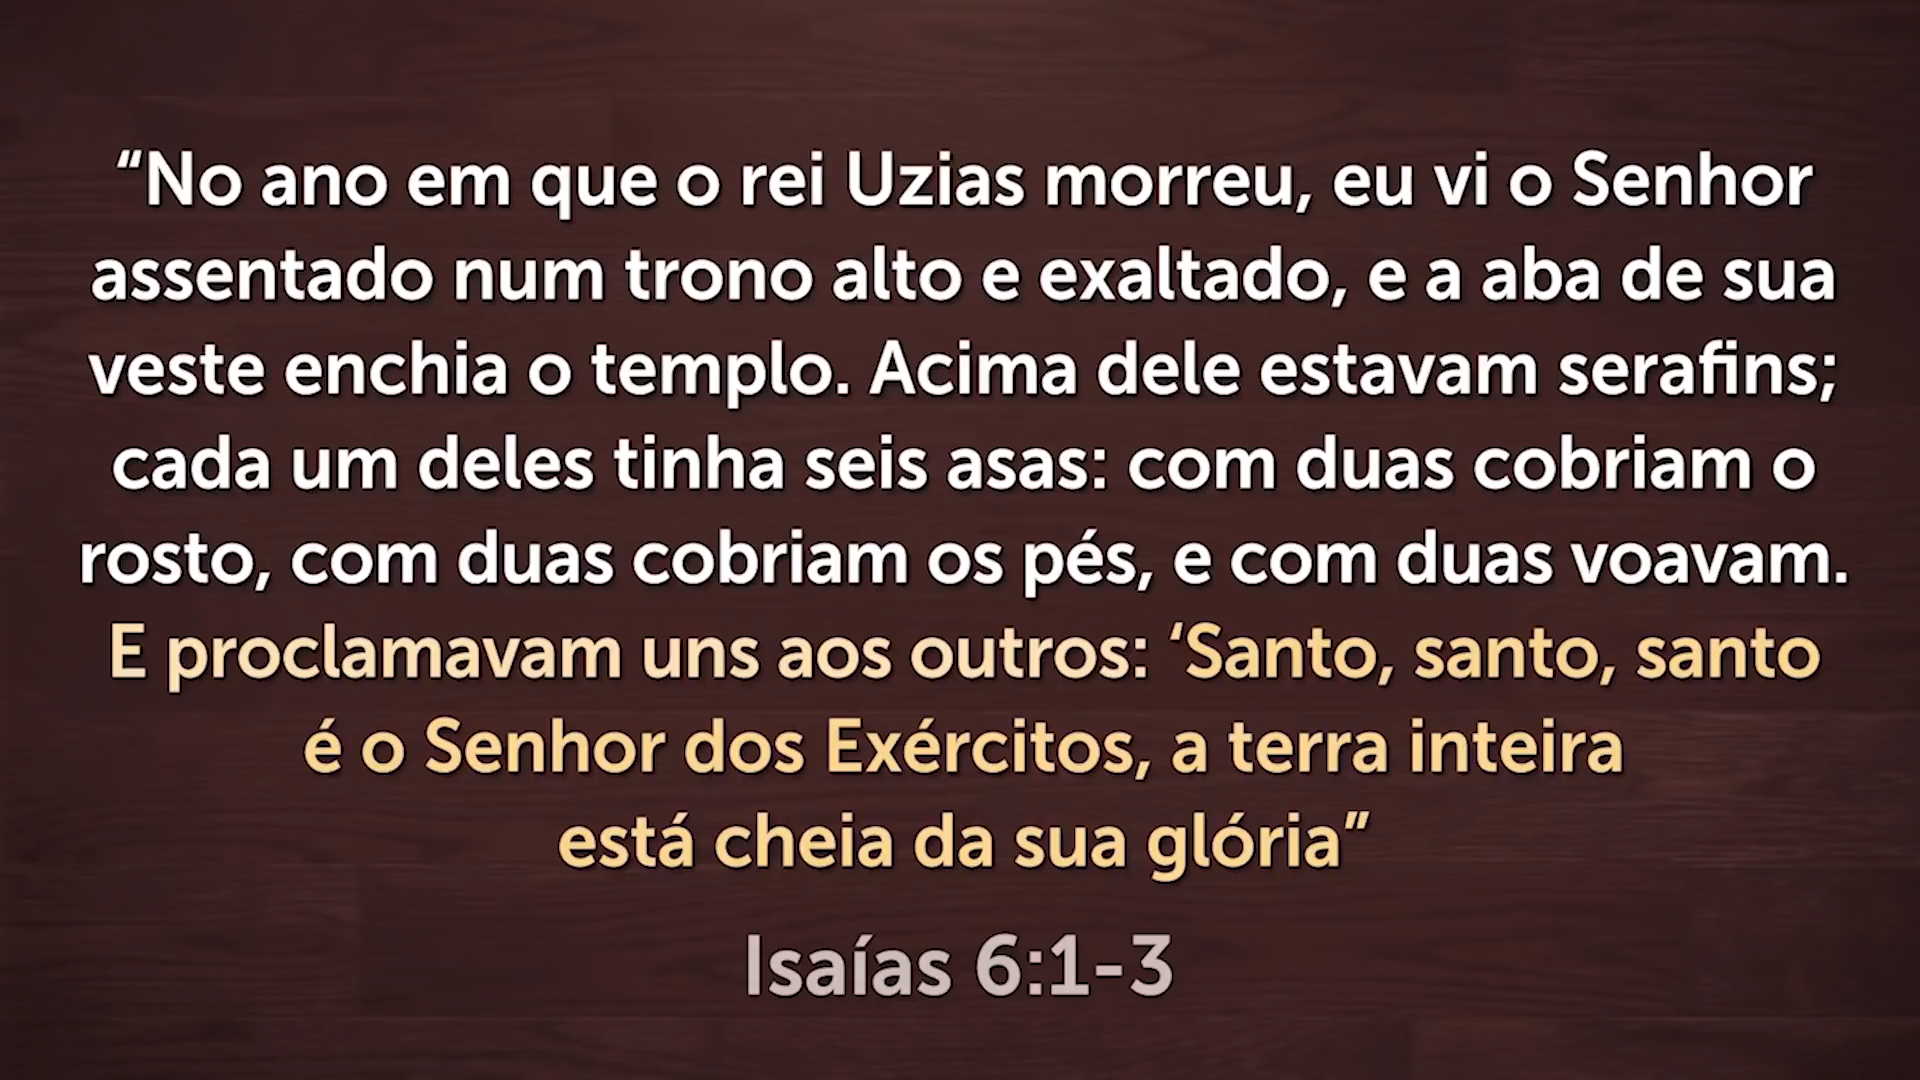 “No ano em que o rei Uzias morreu, eu vi o Senhor
assentado num trono alto e exaltado, e a aba de sua
veste enchia o templo. Acima dele estavam serafins;
cada um deles tinha seis asas: com duas cobriam o
rosto, com duas cobriam os pés, e com duas voavam.
E proclamavam uns aos outros: ‘Santo, santo, santo
é o Senhor dos Exércitos, a terra inteira
está cheia da sua glória”
Isaías 6:1-3